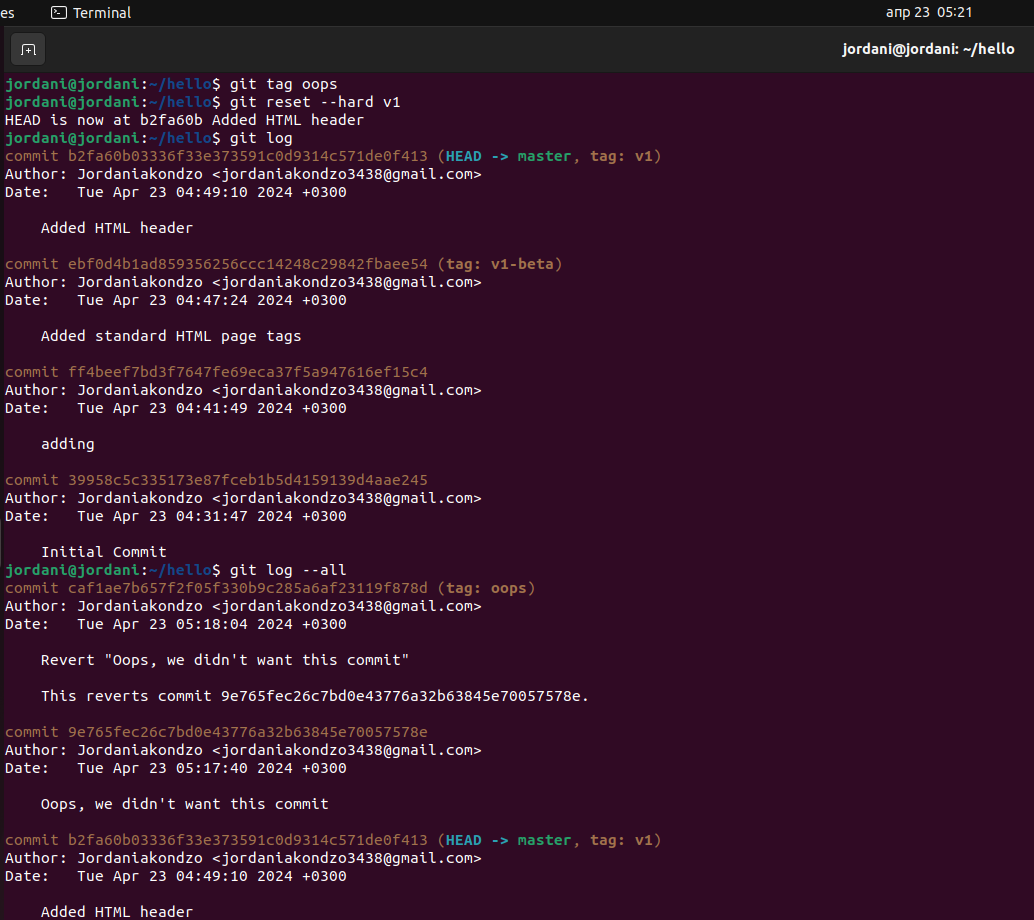 es Terminal апр 23 05:21
jordani@jordani: ~/hello
jordani@jordani:~/hello$ git tag oops
jordani@jordani:~/hello$ git reset --hard v1
HEAD is now at b2fa60b Added HTML header
jordani@jordani:~/hello$ git log
commit b2fa60b03336f33e373591c0d9314c571de0f413 (HEAD -> master, tag: v1)
Author: Jordaniakondzo <jordaniakondzo3438@gmail.com>
Date:   Tue Apr 23 04:49:10 2024 +0300
    Added HTML header
commit ebf0d4b1ad859356256ccc14248c29842fbaee54 (tag: v1-beta)
Author: Jordaniakondzo <jordaniakondzo3438@gmail.com>
Date:   Tue Apr 23 04:47:24 2024 +0300
    Added standard HTML page tags
commit ff4beef7bd3f7647fe69eca37f5a947616ef15c4
Author: Jordaniakondzo <jordaniakondzo3438@gmail.com>
Date:   Tue Apr 23 04:41:49 2024 +0300
    adding
commit 39958c5c335173e87fceb1b5d4159139d4aae245
Author: Jordaniakondzo <jordaniakondzo3438@gmail.com>
Date:   Tue Apr 23 04:31:47 2024 +0300
    Initial Commit
jordani@jordani:~/hello$ git log --all
commit caf1ae7b657f2f05f330b9c285a6af23119f878d (tag: oops)
Author: Jordaniakondzo <jordaniakondzo3438@gmail.com>
Date:   Tue Apr 23 05:18:04 2024 +0300
    Revert "Oops, we didn't want this commit"
    This reverts commit 9e765fec26c7bd0e43776a32b63845e70057578e.
commit 9e765fec26c7bd0e43776a32b63845e70057578e
Author: Jordaniakondzo <jordaniakondzo3438@gmail.com>
Date:   Tue Apr 23 05:17:40 2024 +0300
    Oops, we didn't want this commit
commit b2fa60b03336f33e373591c0d9314c571de0f413 (HEAD -> master, tag: v1)
Author: Jordaniakondzo <jordaniakondzo3438@gmail.com>
Date:   Tue Apr 23 04:49:10 2024 +0300
    Added HTML header